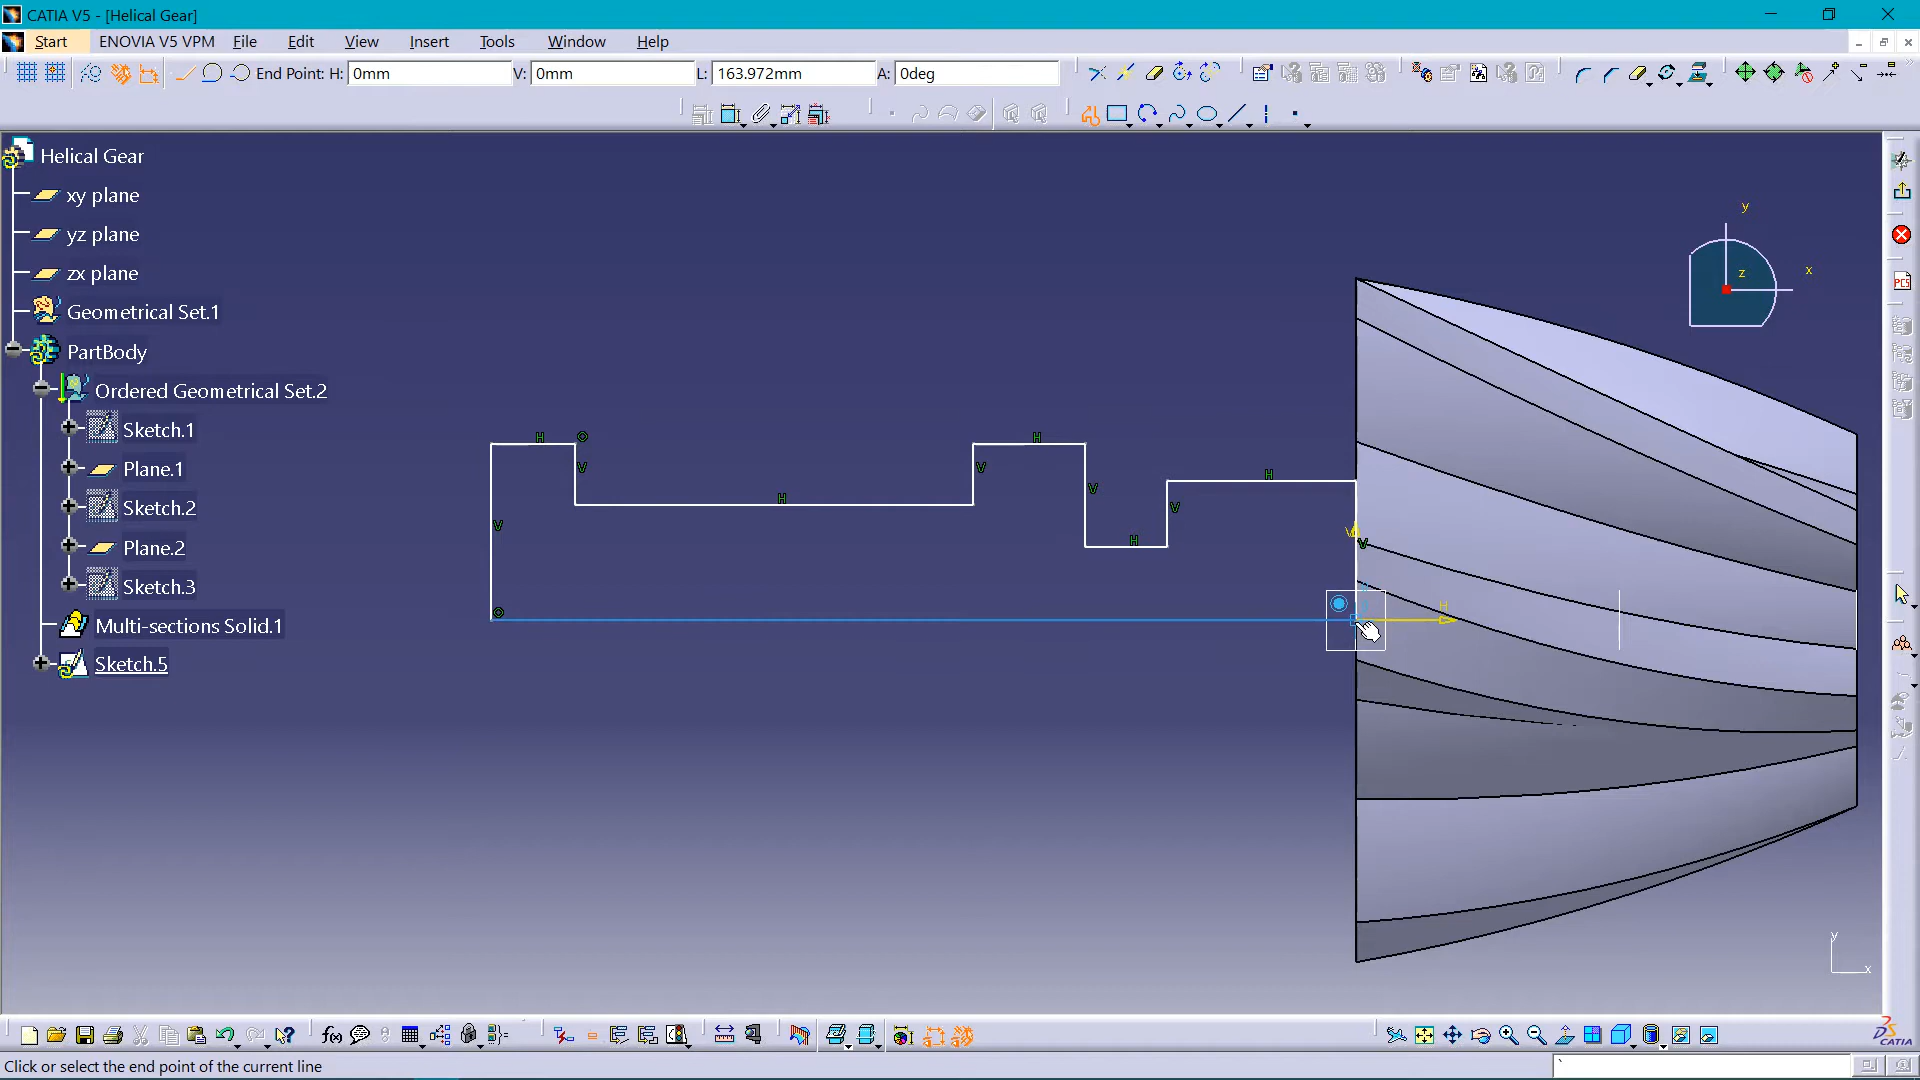 CATIA V5 - [Helical Gear]
Start ENOVIA V5 VPM File Edit View Insert Tools Window Help
End Point: H: 0mm V: 0mm L: 163.972mm A: 0deg
Helical Gear
xy plane
yz plane
zx plane
Geometrical Set.1
PartBody
Ordered Geometrical Set.2
Sketch.1
Plane.1
Sketch.2
Plane.2
Sketch.3
Multi-sections Solid.1
Sketch.5
y
x
z
H
H
H
H
H
V
V
V
V
V
V
V
H
PCS
y
x
f(x)
CATIA
Click or select the end point of the current line
`